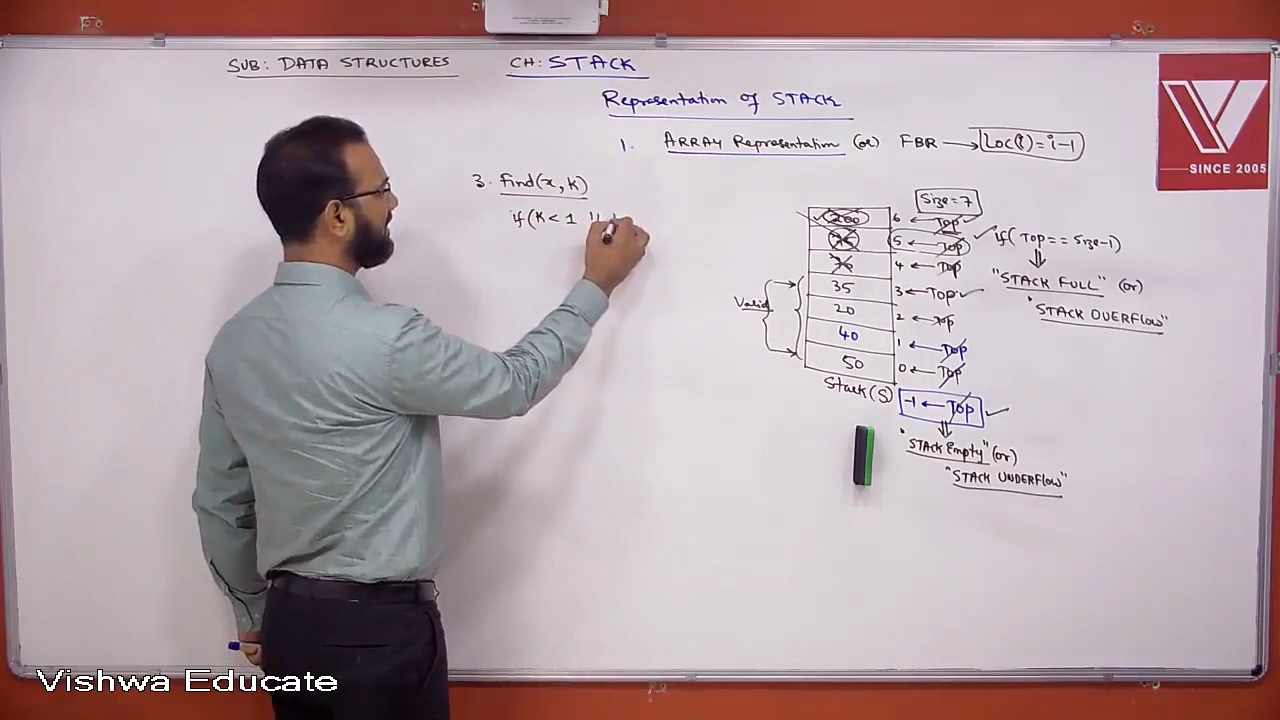 SUB: DATA STRUCTURES CH: STACK
Representation of STACK
1. ARRAY Representation (or) FBR → Loc(i)=i-1
3. Find(x, k)
if(k<1 ||
Size=7
200 6 ← Top
5 ← Top
4 ← Top
35 3 ← Top
20 2 ← Top
40 1 ← Top
50 0 ← Top
Stack(S)
-1 ← Top
Valid
if( Top == Size-1)
"STACK FULL" (or)
"STACK OVERFLOW"
"STACK Empty" (or)
"STACK UNDERFLOW"
V
SINCE 2005
Vishwa Educate